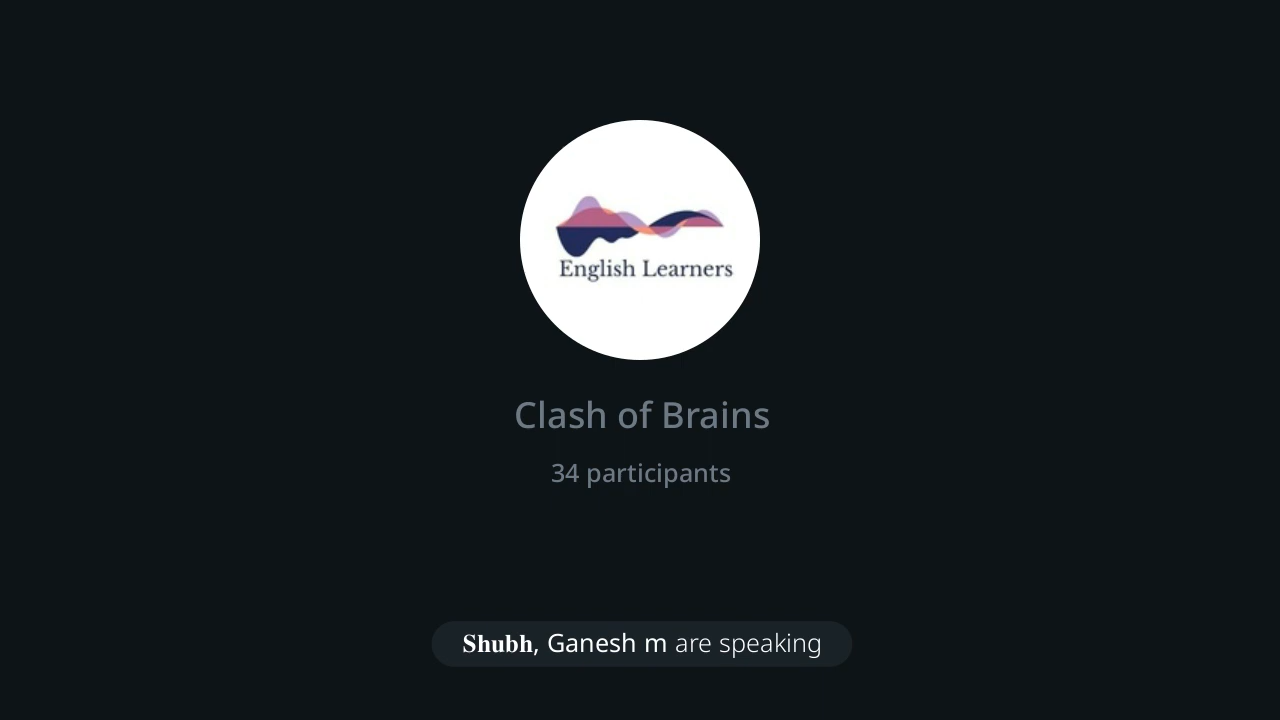 English Learners
Clash of Brains
34 participants
𝐒𝐡𝐮𝐛𝐡, Ganesh m are speaking